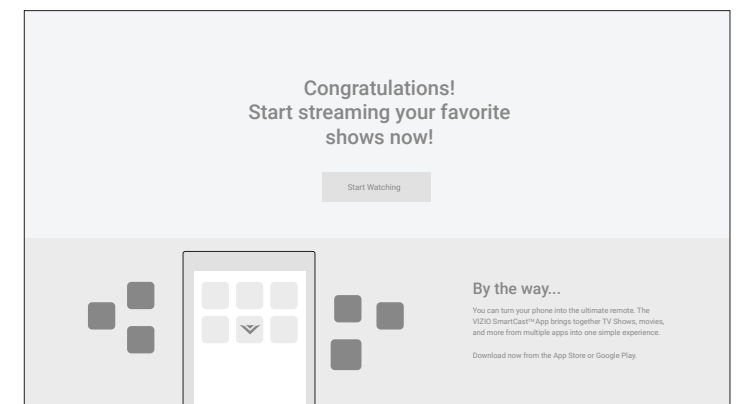 Congratulations!
Start streaming your favorite
shows now!
Start Watching
By the way...
You can turn your phone into the ultimate remote. The
VIZIO SmartCast™ App brings together TV Shows, movies,
and more from multiple apps into one simple experience.
Download now from the App Store or Google Play.